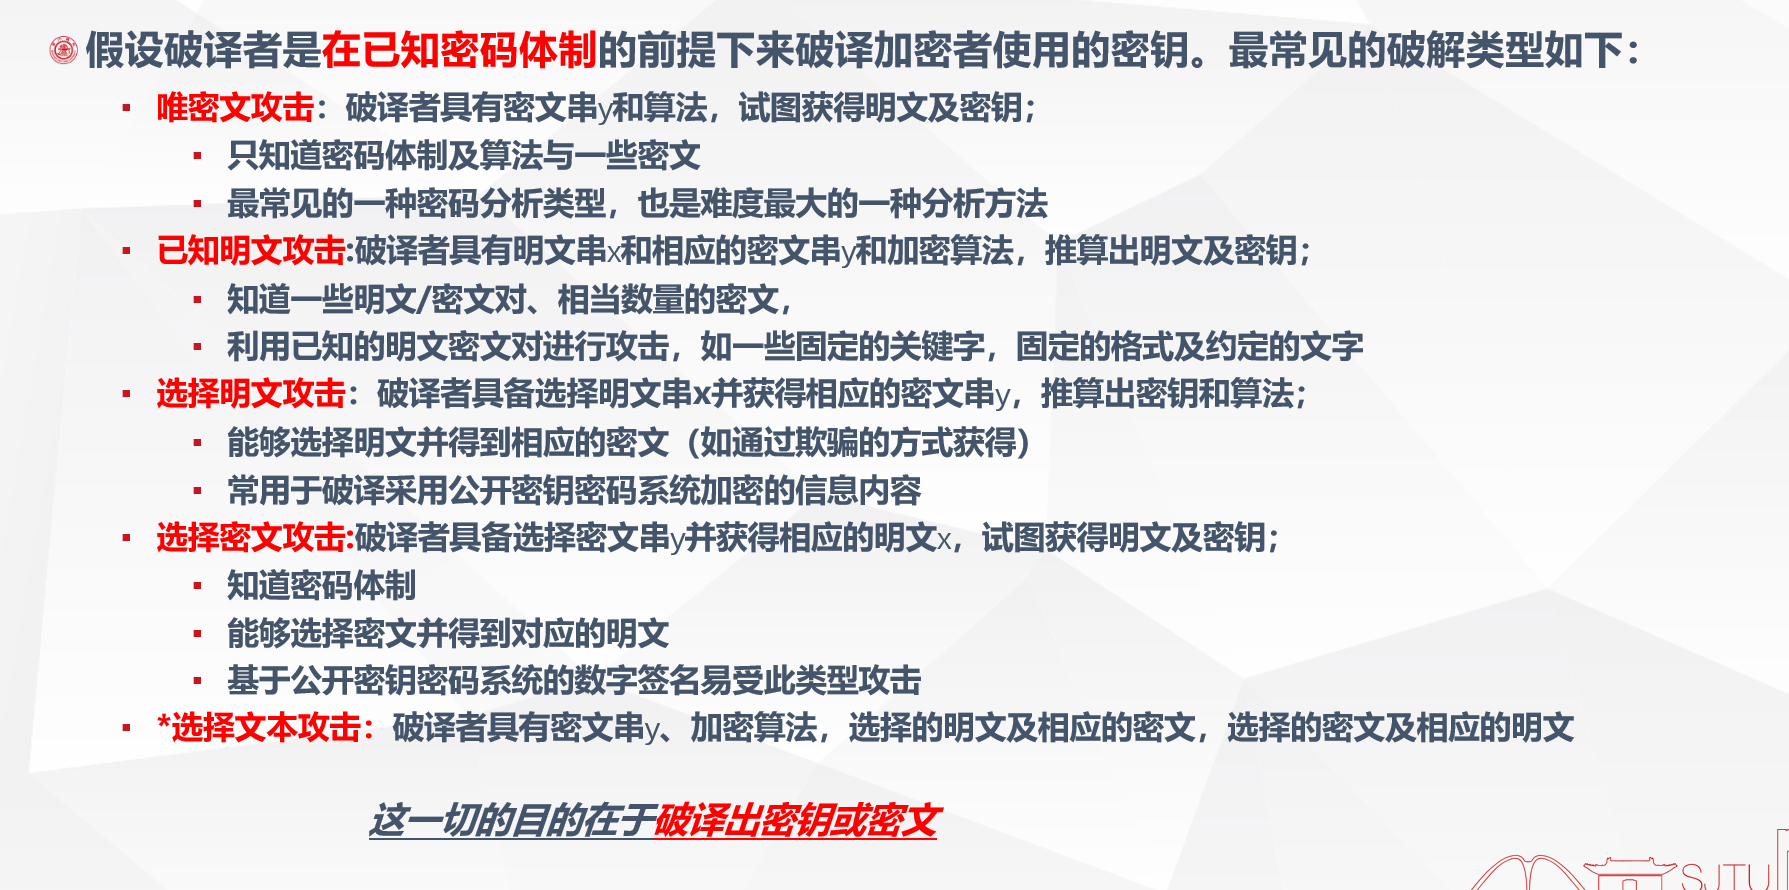 假设破译者是在已知密码体制的前提下来破译加密者使用的密钥。最常见的破解类型如下：
▪ 唯密文攻击：破译者具有密文串y和算法，试图获得明文及密钥；
▪ 只知道密码体制及算法与一些密文
▪ 最常见的一种密码分析类型，也是难度最大的一种分析方法
▪ 已知明文攻击:破译者具有明文串x和相应的密文串y和加密算法，推算出明文及密钥；
▪ 知道一些明文/密文对、相当数量的密文，
▪ 利用已知的明文密文对进行攻击，如一些固定的关键字，固定的格式及约定的文字
▪ 选择明文攻击：破译者具备选择明文串x并获得相应的密文串y，推算出密钥和算法；
▪ 能够选择明文并得到相应的密文（如通过欺骗的方式获得）
▪ 常用于破译采用公开密钥密码系统加密的信息内容
▪ 选择密文攻击:破译者具备选择密文串y并获得相应的明文x，试图获得明文及密钥；
▪ 知道密码体制
▪ 能够选择密文并得到对应的明文
▪ 基于公开密钥密码系统的数字签名易受此类型攻击
▪ *选择文本攻击：破译者具有密文串y、加密算法，选择的明文及相应的密文，选择的密文及相应的明文
这一切的目的在于破译出密钥或密文
SJTU